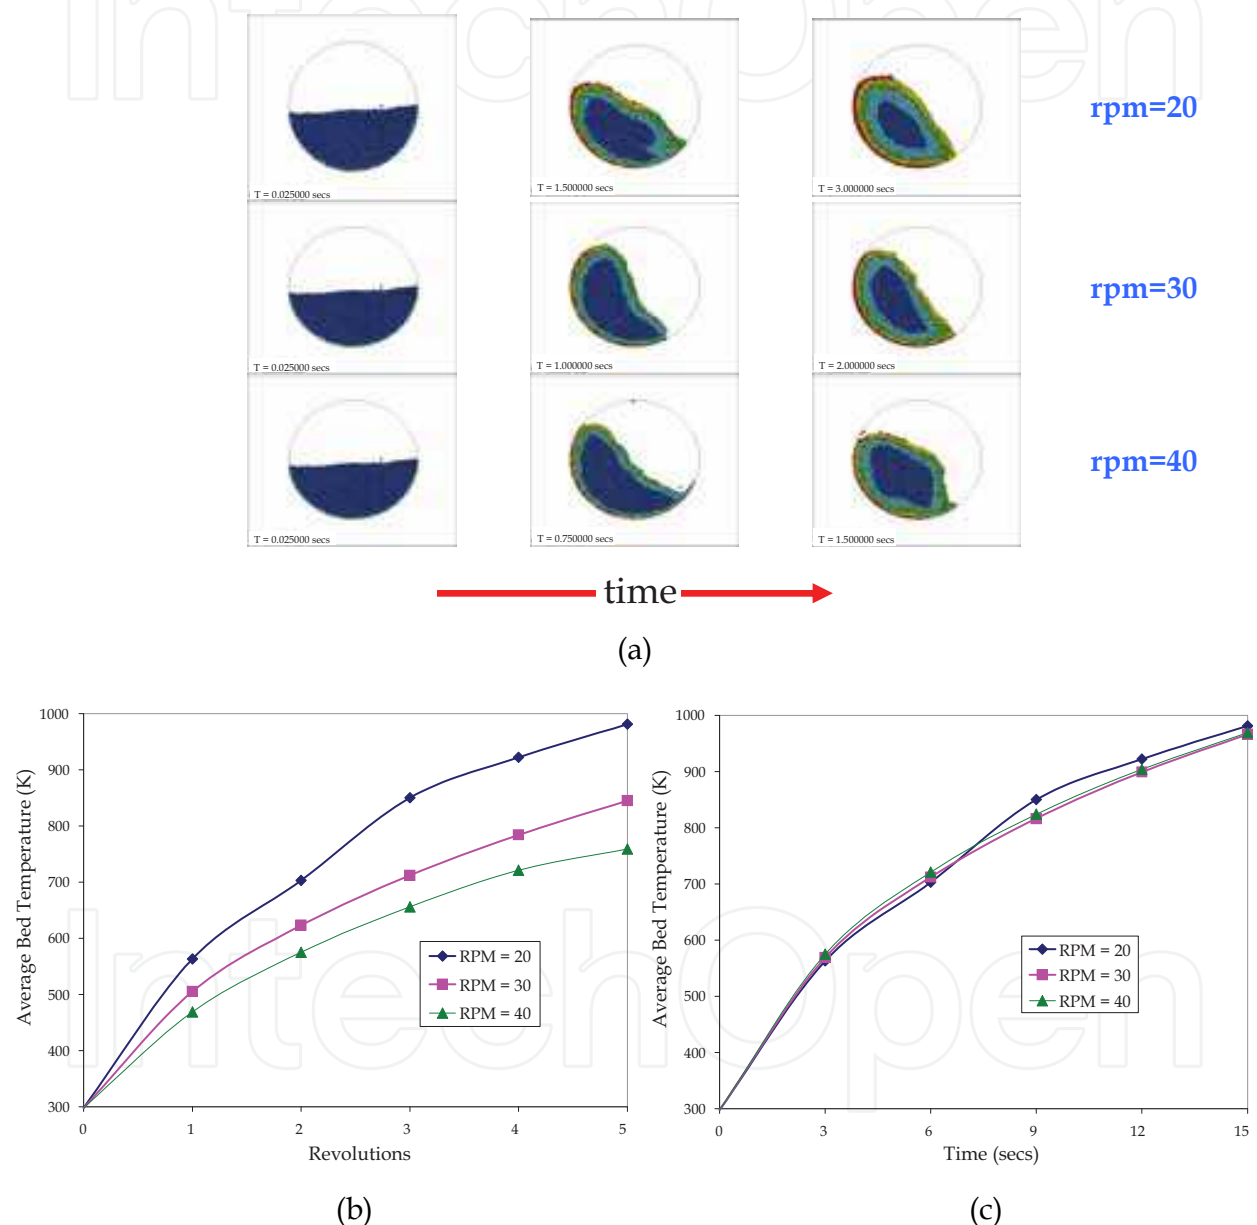 IntechOpen
rpm=20
T = 0.025000 secs
T = 1.500000 secs
T = 3.000000 secs
rpm=30
T = 0.025000 secs
T = 1.000000 secs
T = 2.000000 secs
rpm=40
T = 0.025000 secs
T = 0.750000 secs
T = 1.500000 secs
time
(a)
1000
900
800
700
600
500
400
300
Average Bed Temperature (K)
RPM = 20
RPM = 30
RPM = 40
0 1 2 3 4 5
Revolutions
(b)
1000
900
800
700
600
500
400
300
Average Bed Temperature (K)
RPM = 20
RPM = 30
RPM = 40
0 3 6 9 12 15
Time (secs)
(c)
IntechOpen